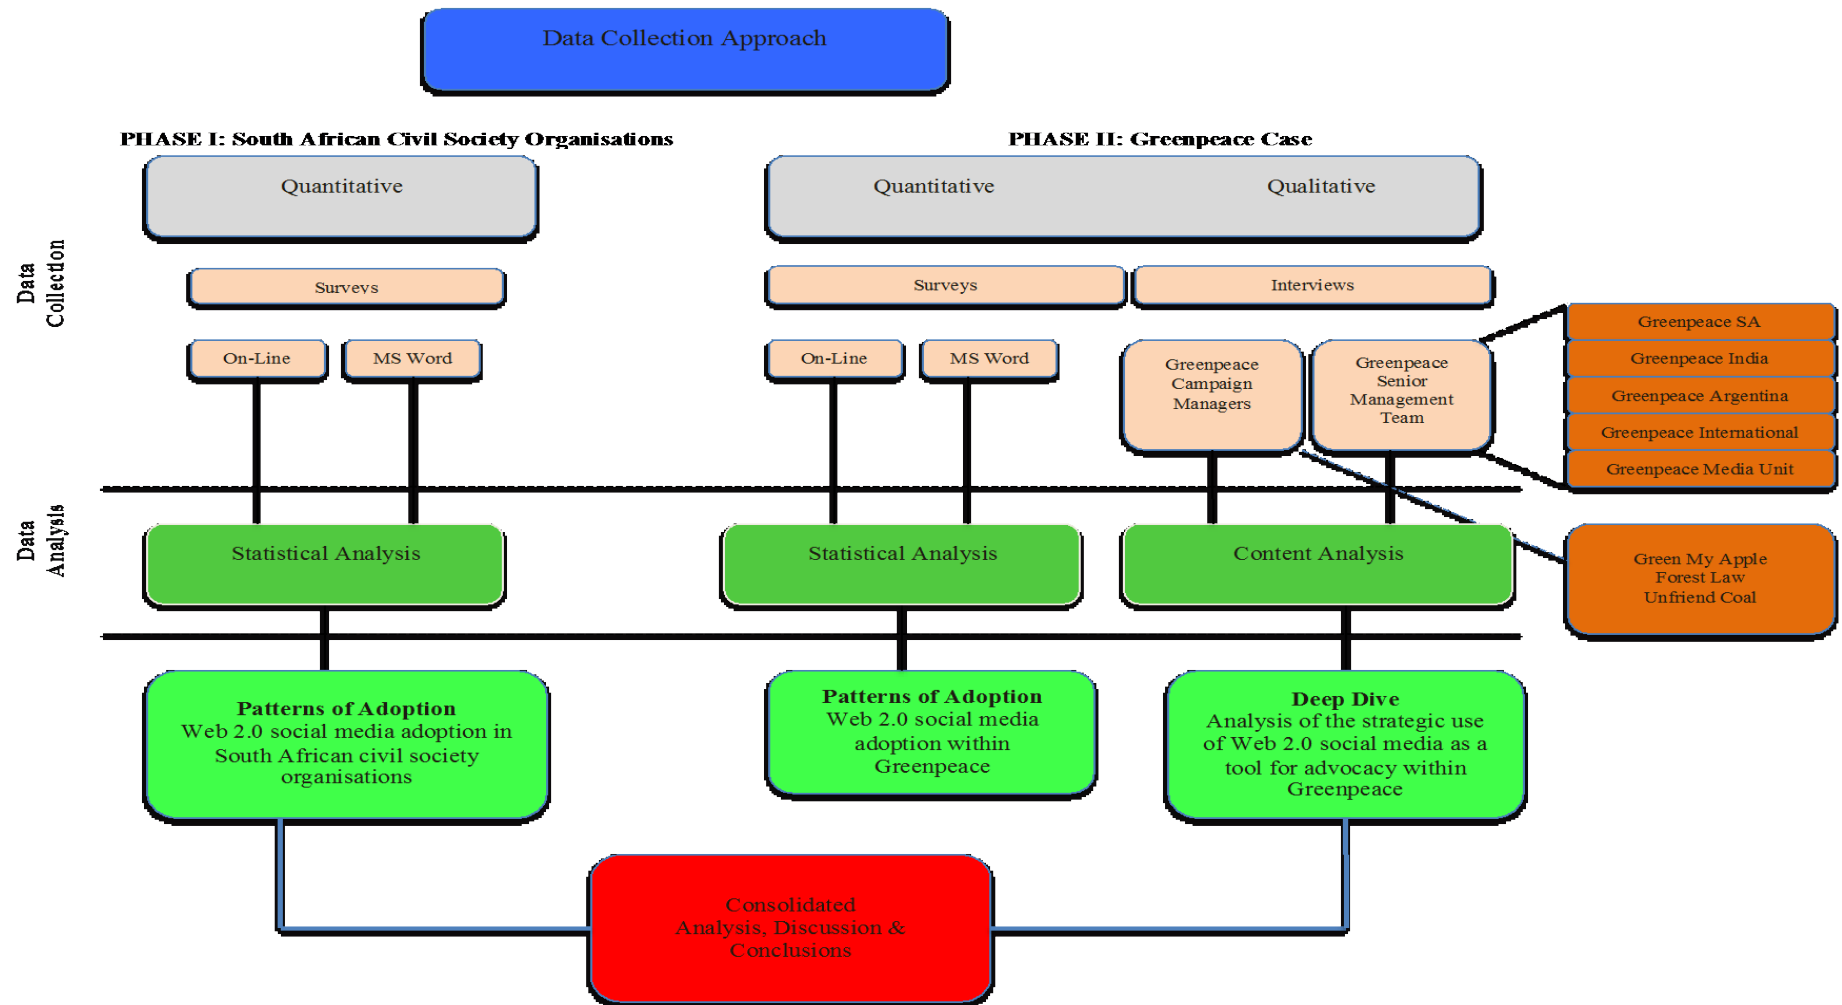 Data Collection Approach
PHASE I: South African Civil Society Organisations
PHASE II: Greenpeace Case
Quantitative
Quantitative
Qualitative
Data
Collection
Surveys
Surveys
Interviews
On-Line
MS Word
On-Line
MS Word
Greenpeace
Campaign
Managers
Greenpeace
Senior
Management
Team
Greenpeace SA
Greenpeace India
Greenpeace Argentina
Greenpeace International
Greenpeace Media Unit
Data
Analysis
Statistical Analysis
Statistical Analysis
Content Analysis
Green My Apple
Forest Law
Unfriend Coal
Patterns of Adoption
Web 2.0 social media adoption in
South African civil society
organisations
Patterns of Adoption
Web 2.0 social media
adoption within
Greenpeace
Deep Dive
Analysis of the strategic use
of Web 2.0 social media as a
tool for advocacy within
Greenpeace
Consolidated
Analysis, Discussion &
Conclusions